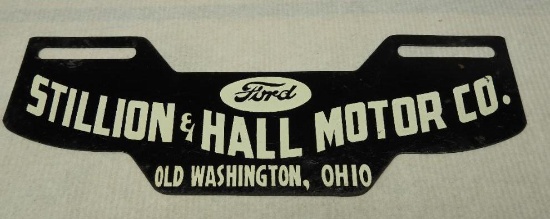 Ford
STILLION & HALL MOTOR CO.
OLD WASHINGTON, OHIO